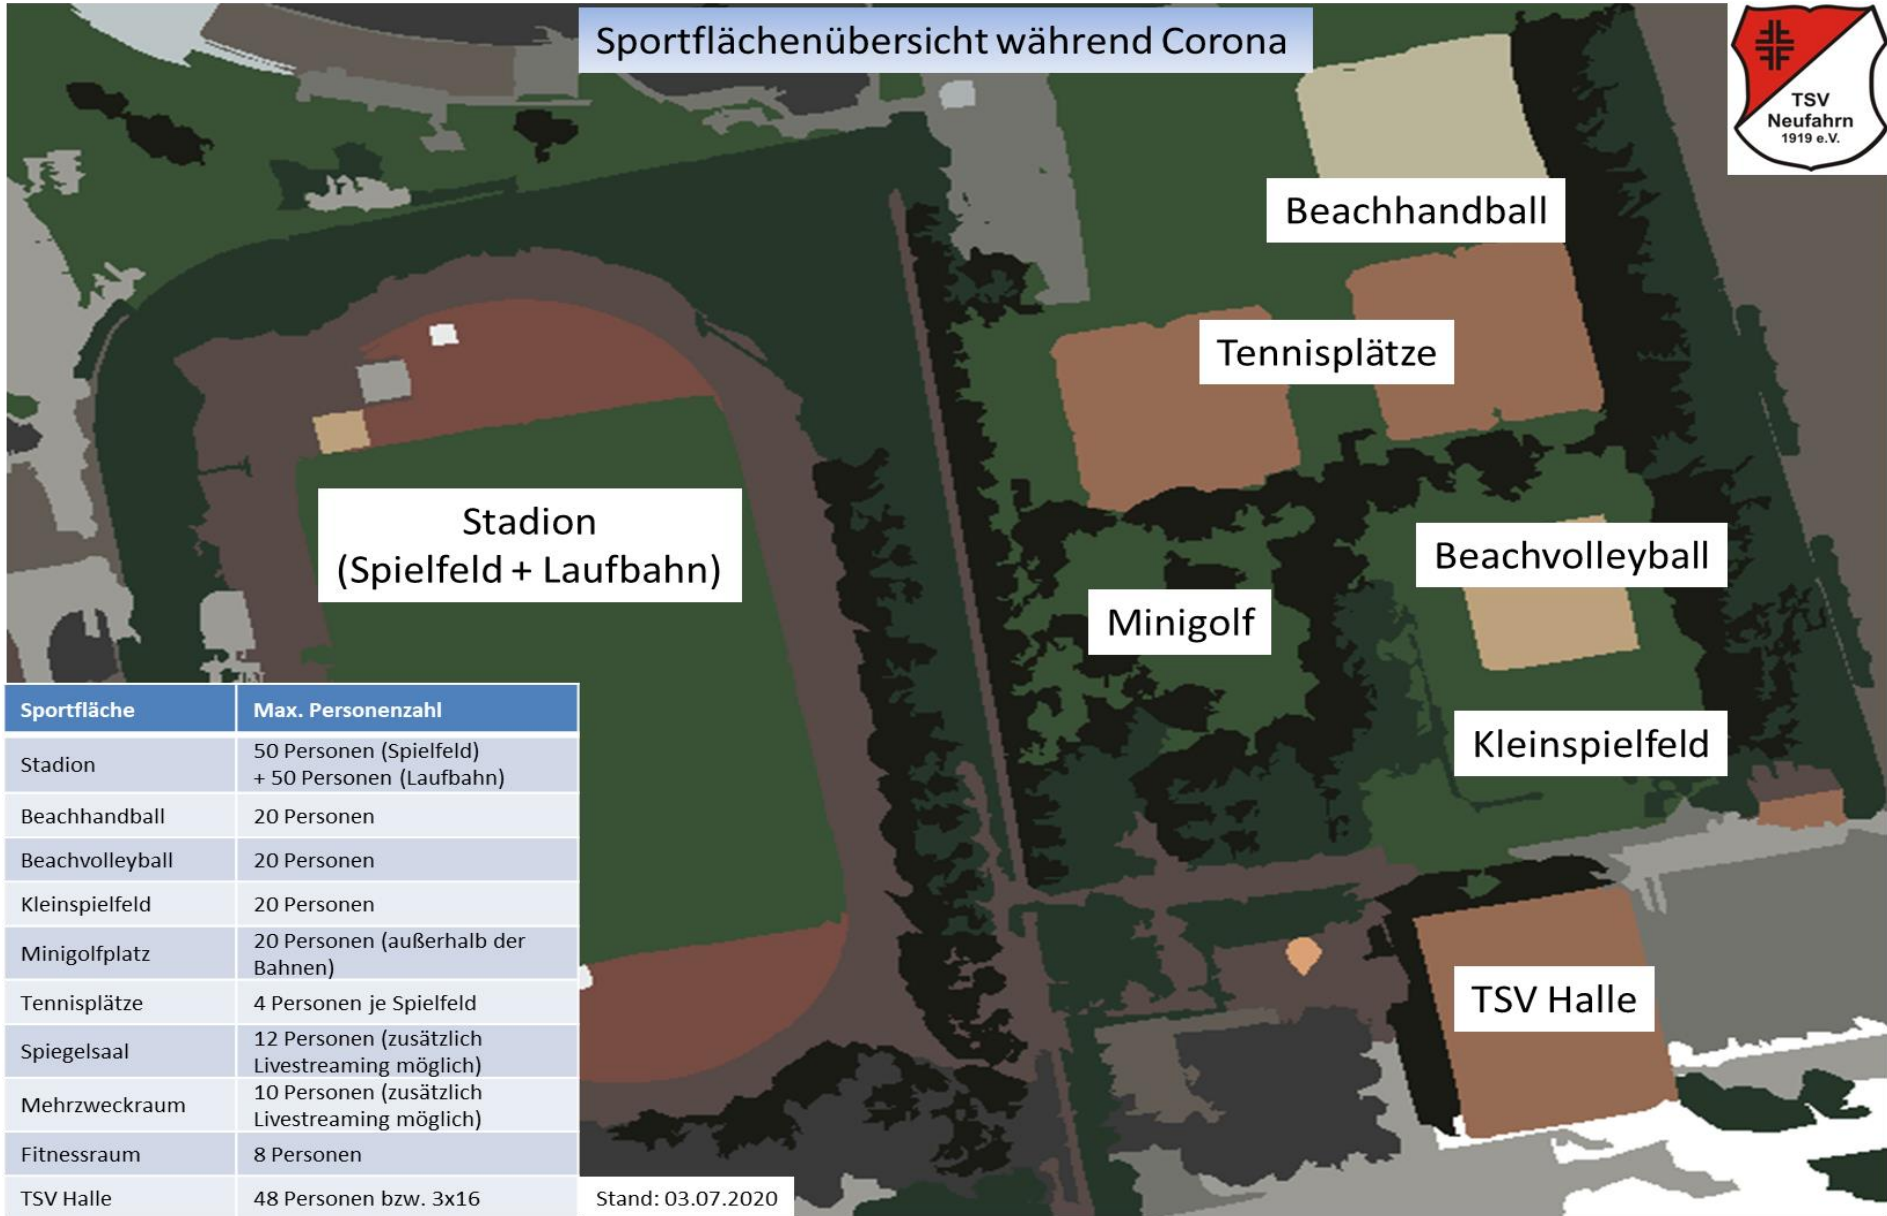 Sportflächenübersicht während Corona
TSV
Neufahrn
1919 e.V.
Beachhandball
Tennisplätze
Stadion
(Spielfeld + Laufbahn)
Beachvolleyball
Minigolf
Kleinspielfeld
TSV Halle
Sportfläche Max. Personenzahl
Stadion 50 Personen (Spielfeld)
+ 50 Personen (Laufbahn)
Beachhandball 20 Personen
Beachvolleyball 20 Personen
Kleinspielfeld 20 Personen
Minigolfplatz 20 Personen (außerhalb der
Bahnen)
Tennisplätze 4 Personen je Spielfeld
Spiegelsaal 12 Personen (zusätzlich
Livestreaming möglich)
Mehrzweckraum 10 Personen (zusätzlich
Livestreaming möglich)
Fitnessraum 8 Personen
TSV Halle 48 Personen bzw. 3x16
Stand: 03.07.2020